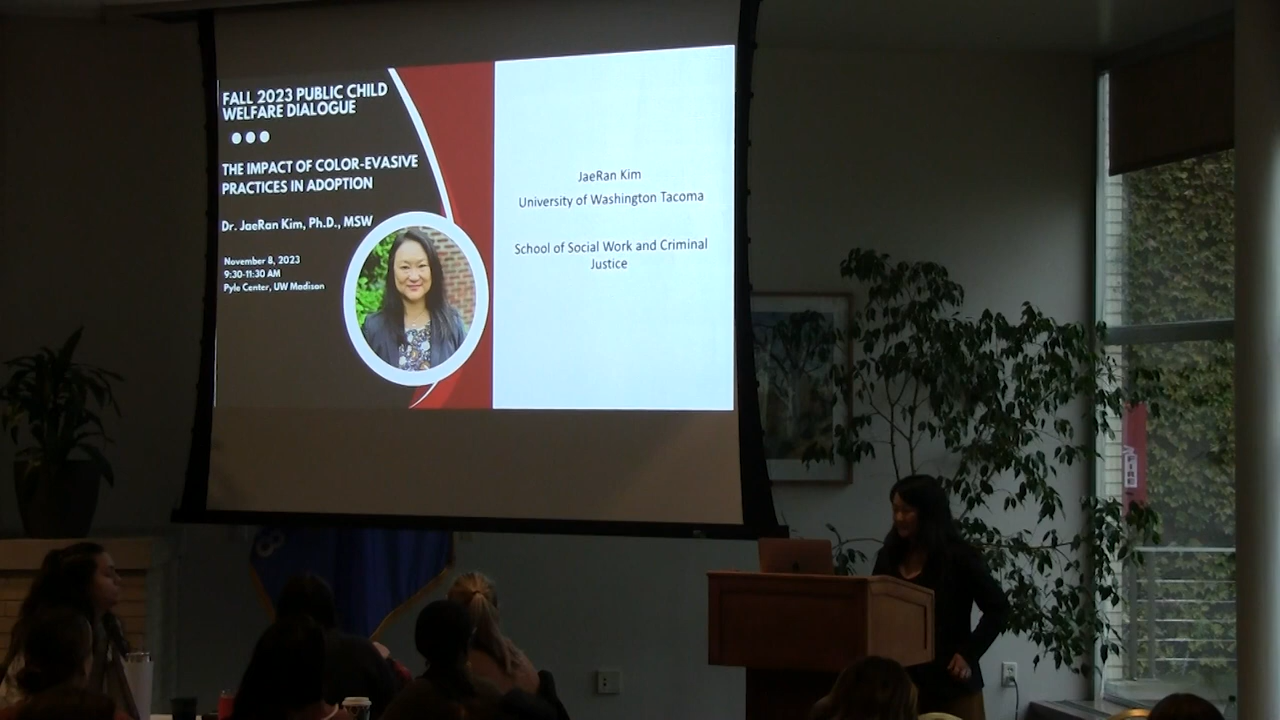 FALL 2023 PUBLIC CHILD
WELFARE DIALOGUE
THE IMPACT OF COLOR-EVASIVE
PRACTICES IN ADOPTION
Dr. JaeRan Kim, Ph.D., MSW
November 8, 2023
9:30-11:30 AM
Pyle Center, UW Madison
JaeRan Kim
University of Washington Tacoma
School of Social Work and Criminal
Justice
FIRE